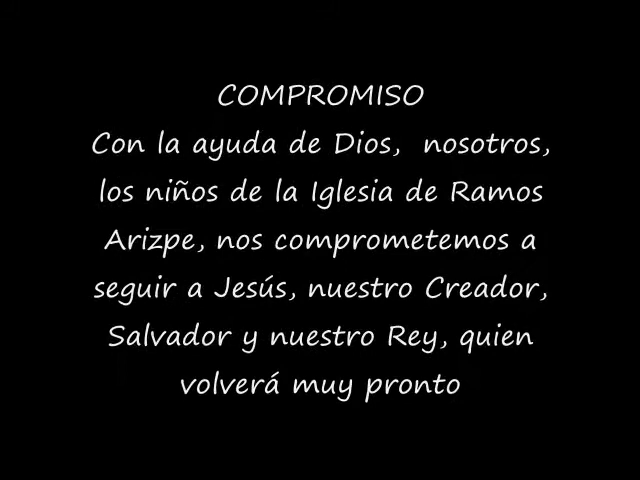 COMPROMISO
Con la ayuda de Dios,  nosotros,
los niños de la Iglesia de Ramos
Arizpe, nos comprometemos a
seguir a Jesús, nuestro Creador,
Salvador y nuestro Rey, quien
volverá muy pronto